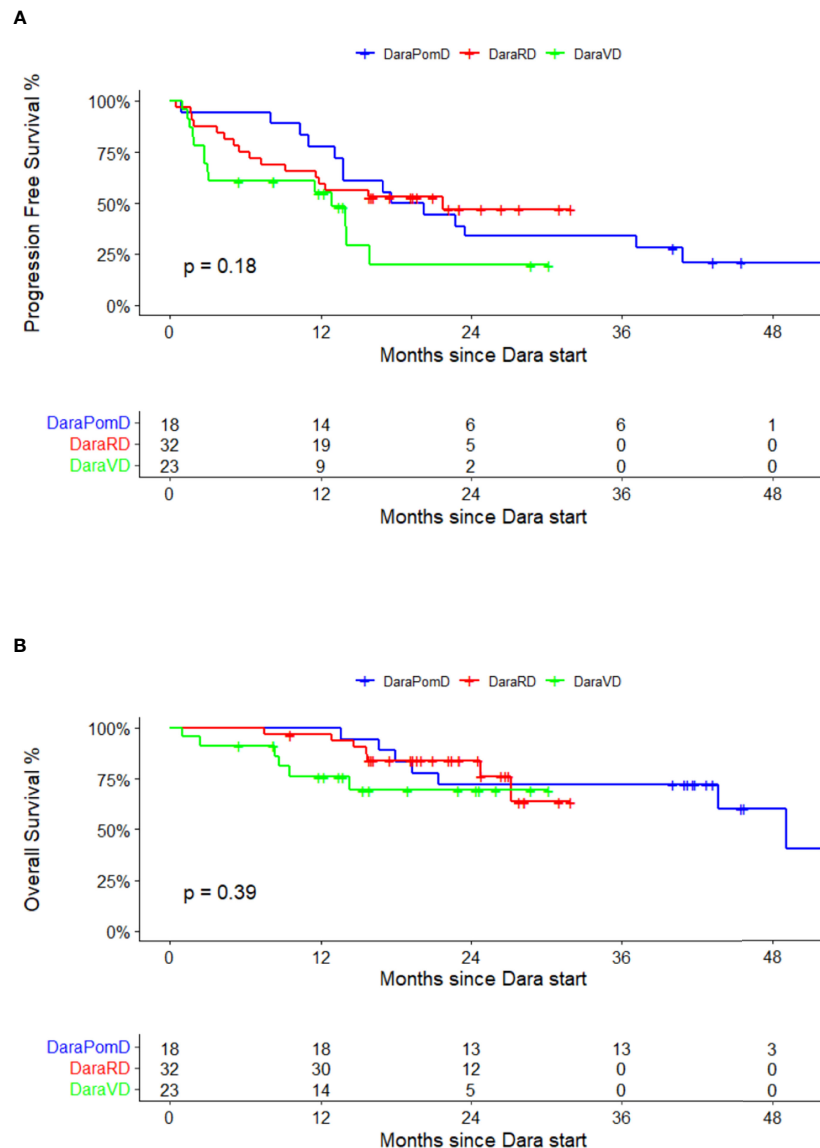 A
DaraPomD DaraRD DaraVD
Progression Free Survival %
100%
75%
50%
25%
0%
p = 0.18
0 12 24 36 48
Months since Dara start
DaraPomD 18 14 6 6 1
DaraRD 32 19 5 0 0
DaraVD 23 9 2 0 0
0 12 24 36 48
Months since Dara start
B
DaraPomD DaraRD DaraVD
Overall Survival %
100%
75%
50%
25%
0%
p = 0.39
0 12 24 36 48
Months since Dara start
DaraPomD 18 18 13 13 3
DaraRD 32 30 12 0 0
DaraVD 23 14 5 0 0
0 12 24 36 48
Months since Dara start